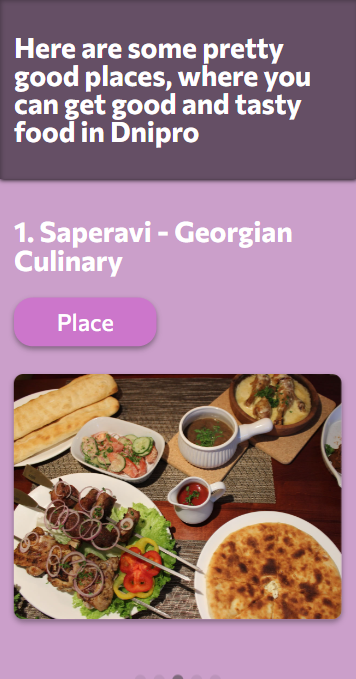 Here are some pretty
good places, where you
can get good and tasty
food in Dnipro
1. Saperavi - Georgian
Culinary
Place